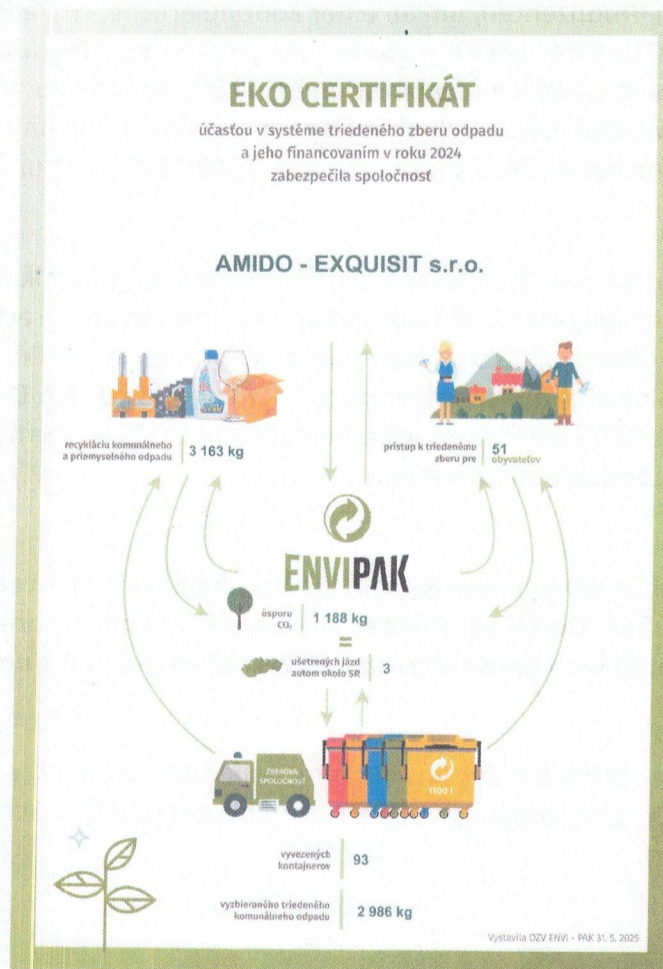 EKO CERTIFIKÁT
účasťou v systéme triedeného zberu odpadu
a jeho financovaním v roku 2024
zabezpečila spoločnosť
AMIDO - EXQUISIT s.r.o.
recykláciu komunálneho
a priemyselného odpadu
3 163 kg
prístup k triedenému
zberu pre
51
obyvateľov
ENVIPAK
úsporu
CO₂
1 188 kg
=
ušetrených jázd
autom okolo SR
3
ZBEROVÁ
SPOLOČNOSŤ
1100 l
vyvezených
kontajnerov
93
vyzbieraného triedeného
komunálneho odpadu
2 986 kg
Vystavila OZV ENVI - PAK 31. 5. 2025